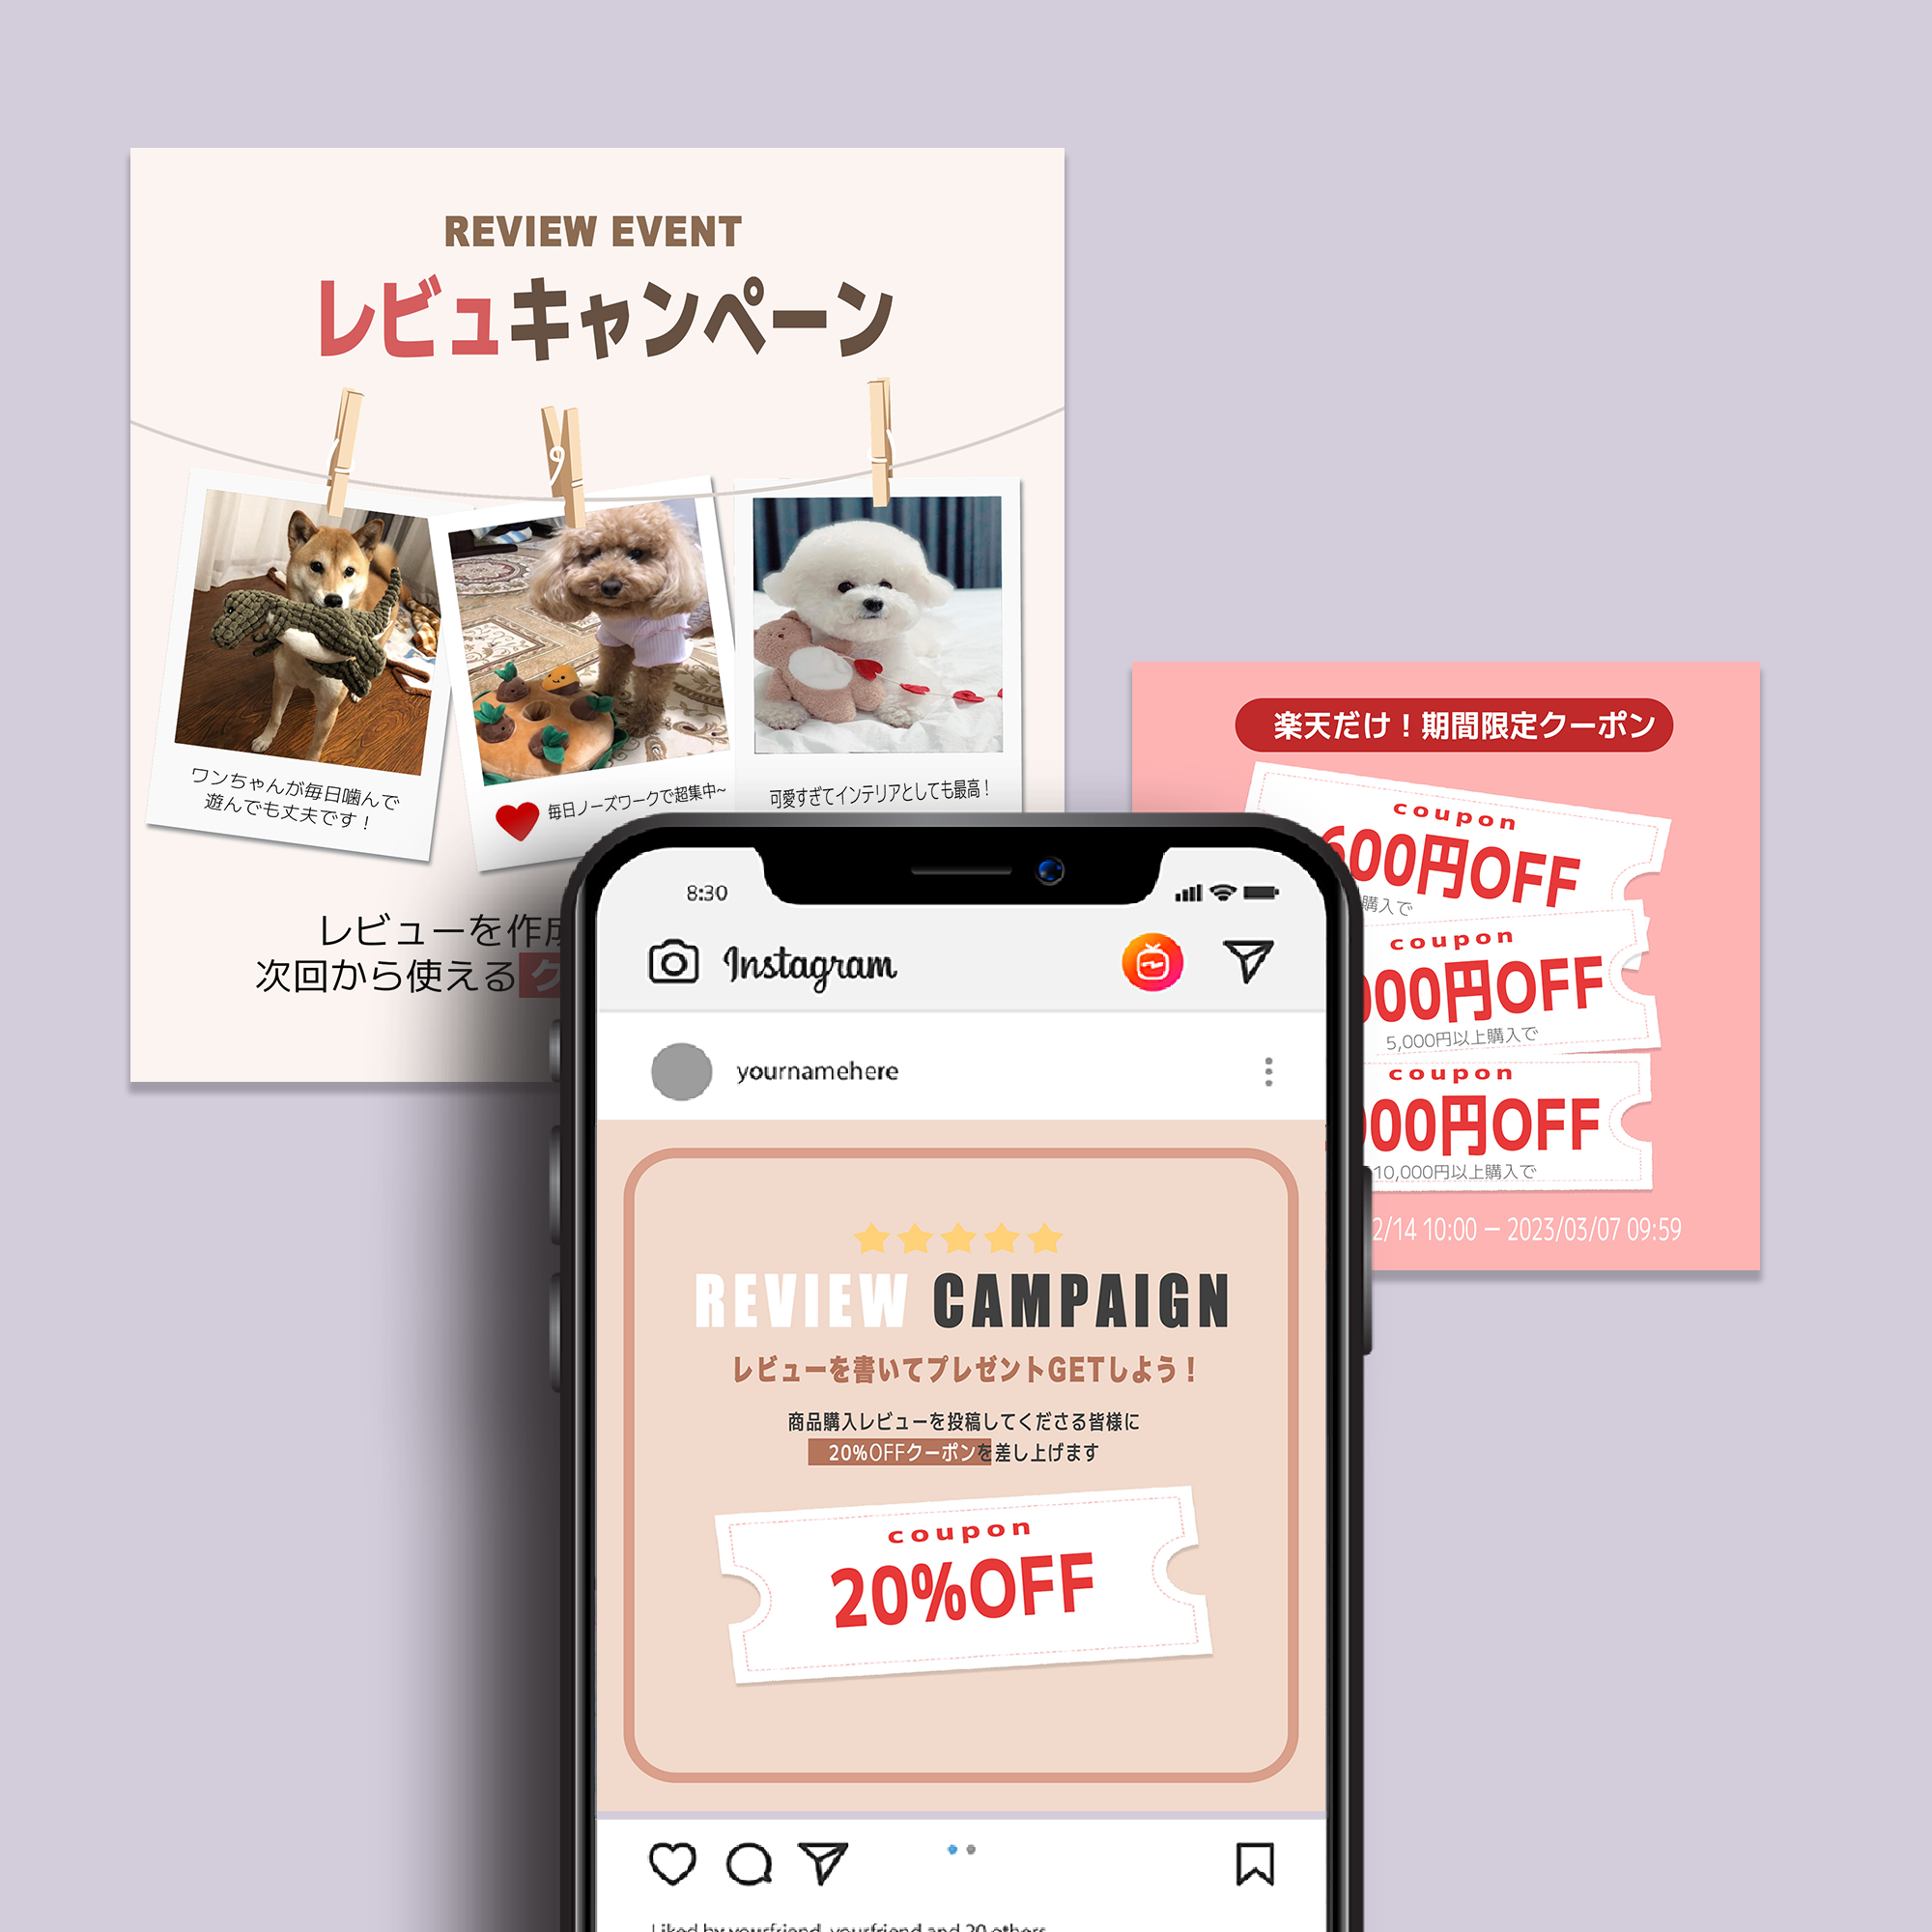 REVIEW EVENT
レビュキャンペーン
ワンちゃんが毎日噛んで
遊んでも丈夫です！
毎日ノーズワークで超集中~
可愛すぎてインテリアとしても最高！
レビューを作
次回から使える ク
楽天だけ！期間限定クーポン
coupon
600円OFF
購入で
coupon
000円OFF
5,000円以上購入で
coupon
000円OFF
10,000円以上購入で
2/14 10:00 － 2023/03/07 09:59
8:30
Instagram
yournamehere
REVIEW CAMPAIGN
レビューを書いてプレゼントGETしよう！
商品購入レビューを投稿してくださる皆様に
20%OFFクーポンを差し上げます
coupon
20%OFF
Liked by yourfriend, yourfriend and 20 others